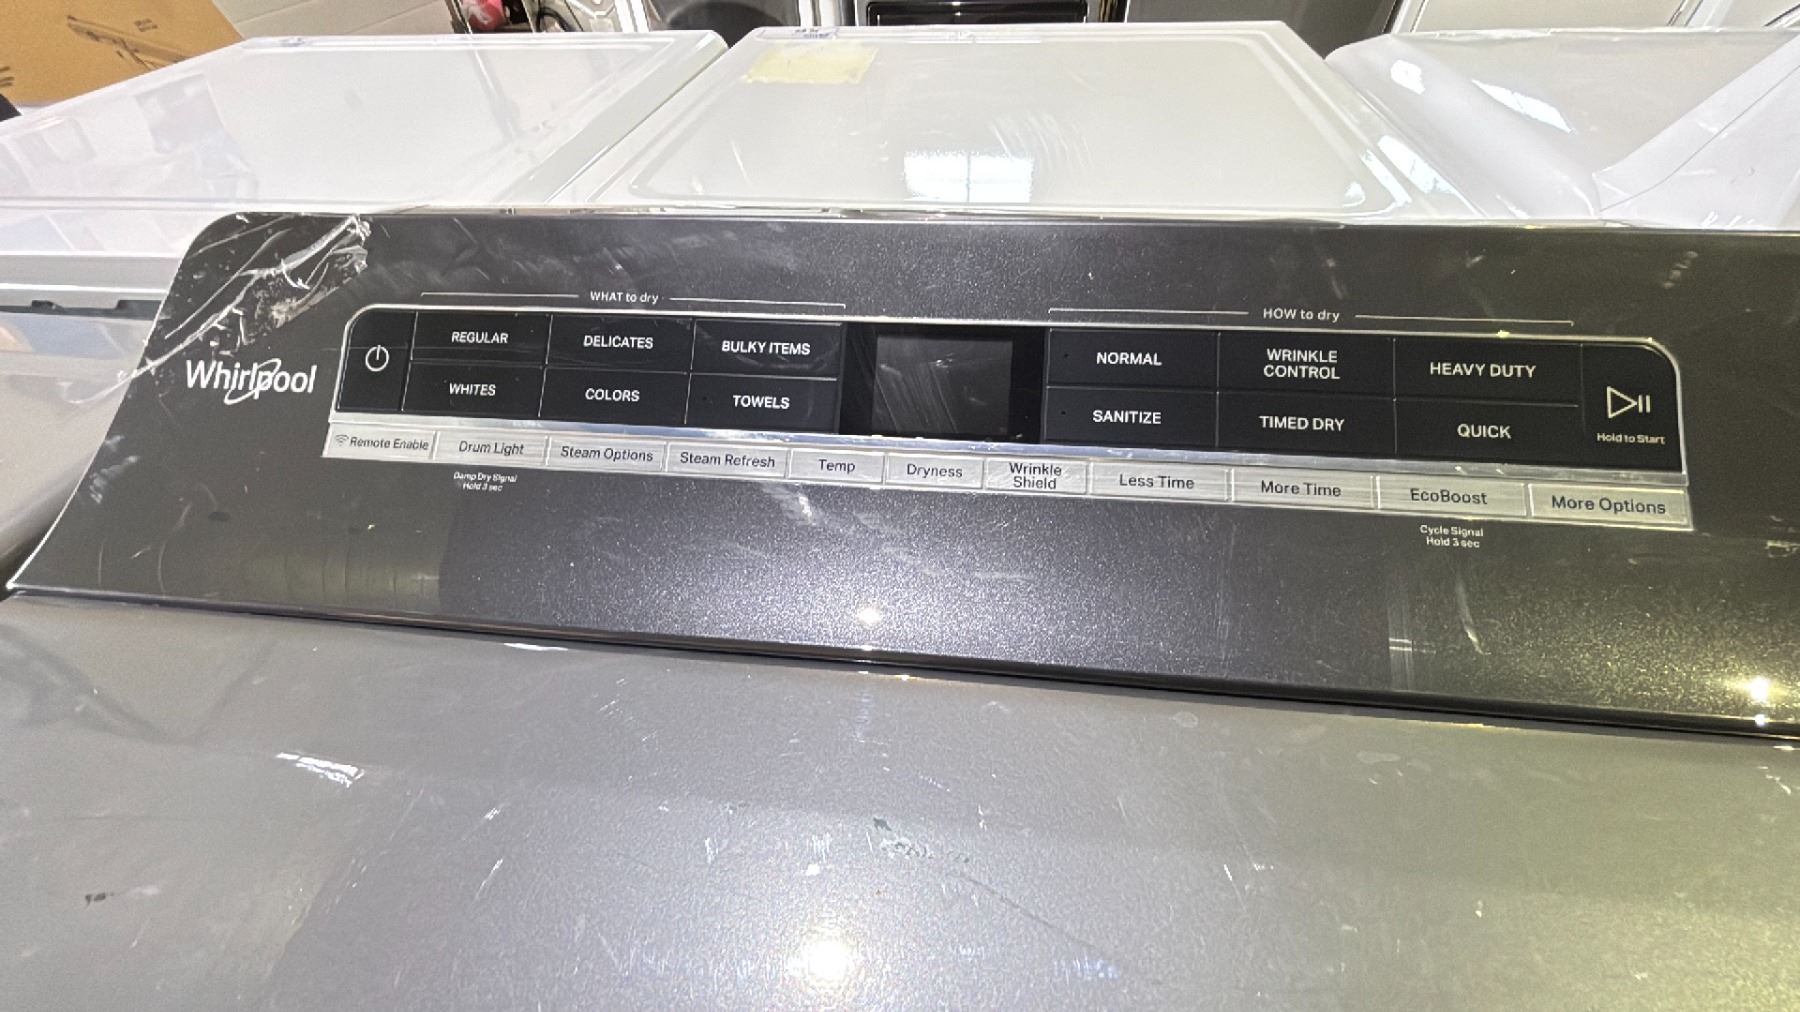 WHAT to dry
HOW to dry
Whirlpool
REGULAR
DELICATES
BULKY ITEMS
WHITES
COLORS
TOWELS
NORMAL
WRINKLE
CONTROL
HEAVY DUTY
SANITIZE
TIMED DRY
QUICK
Hold to Start
Remote Enable
Drum Light
Steam Options
Steam Refresh
Temp
Dryness
Wrinkle
Shield
Less Time
More Time
EcoBoost
More Options
Damp Dry Signal
Hold 3 sec
Cycle Signal
Hold 3 sec